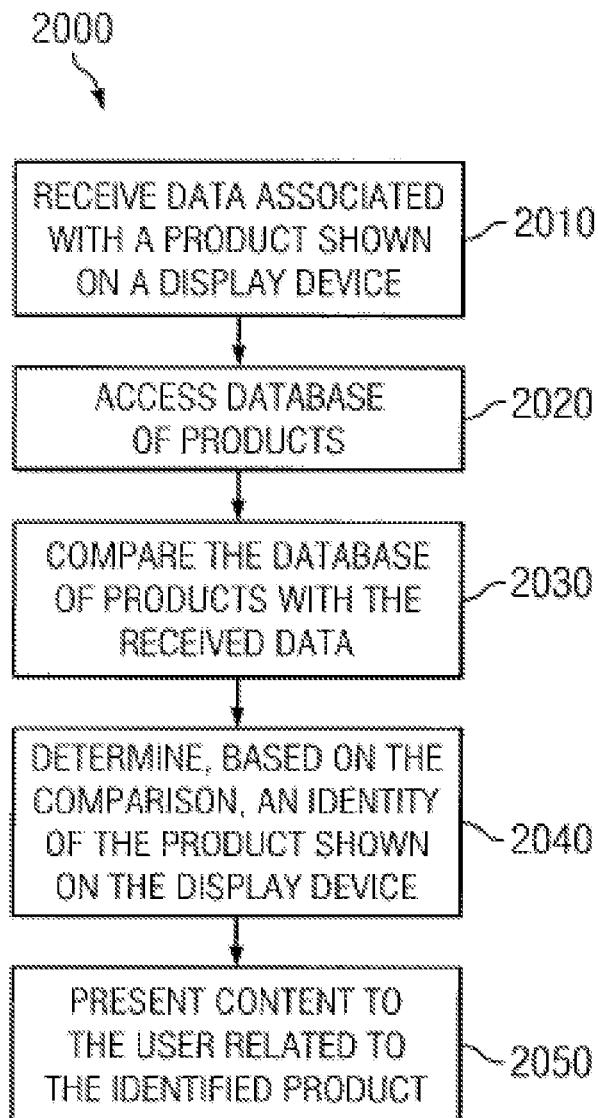 2000
RECEIVE DATA ASSOCIATED
WITH A PRODUCT SHOWN
ON A DISPLAY DEVICE
2010
ACCESS DATABASE
OF PRODUCTS
2020
COMPARE THE DATABASE
OF PRODUCTS WITH THE
RECEIVED DATA
2030
DETERMINE, BASED ON THE
COMPARISON, AN IDENTITY
OF THE PRODUCT SHOWN
ON THE DISPLAY DEVICE
2040
PRESENT CONTENT TO
THE USER RELATED TO
THE IDENTIFIED PRODUCT
2050